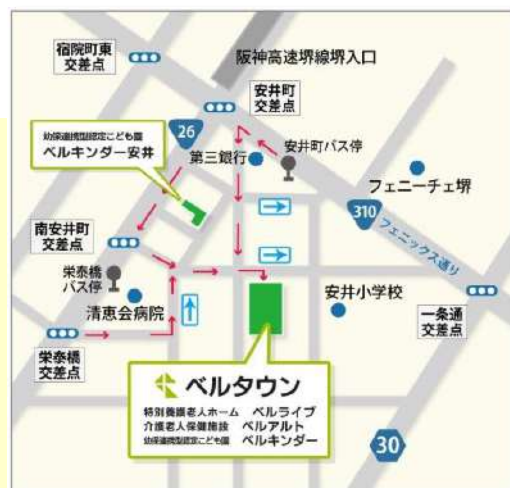 宿院町東
交差点
阪神高速堺線堺入口
安井町
交差点
26
幼保連携型認定こども園
ベルキンダー安井
第三銀行
安井町バス停
フェニーチェ堺
310
フェニックス通り
南安井町
交差点
栄泰橋
バス停
清恵会病院
安井小学校
一条通
交差点
栄泰橋
交差点
ベルタウン
特別養護老人ホーム ベルライブ
介護老人保健施設 ベルアルト
幼保連携型認定こども園 ベルキンダー
30